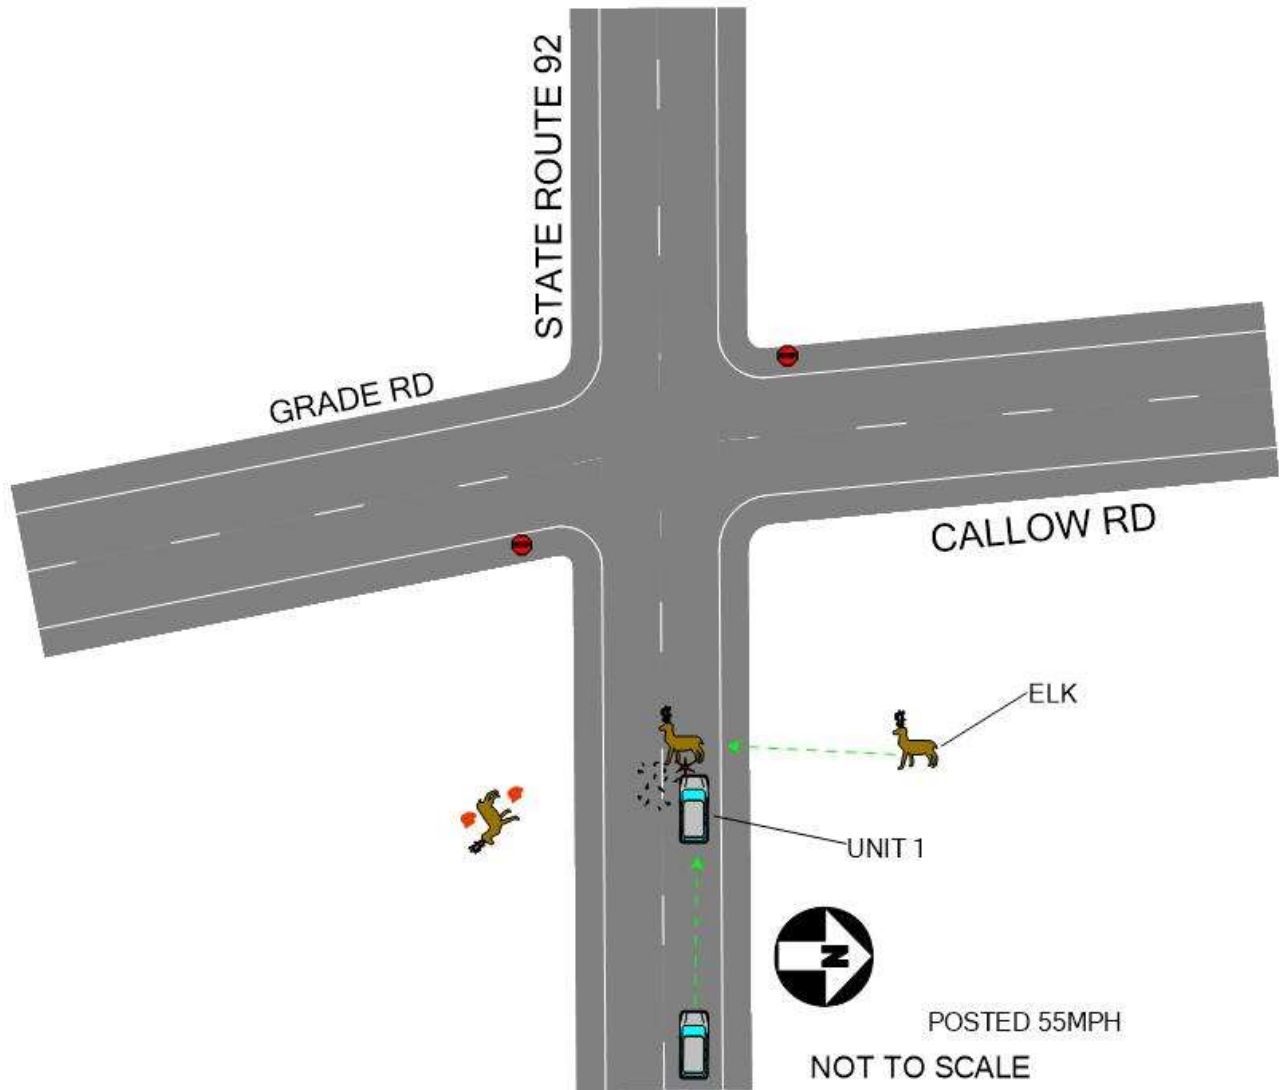 STATE ROUTE 92
GRADE RD
CALLOW RD
ELK
UNIT 1
N
POSTED 55MPH
NOT TO SCALE